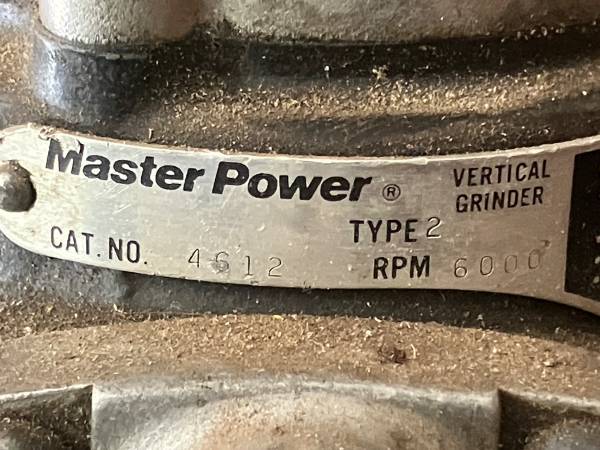 Master Power ® VERTICAL GRINDER
TYPE 2
CAT. NO. 4612 RPM 6000